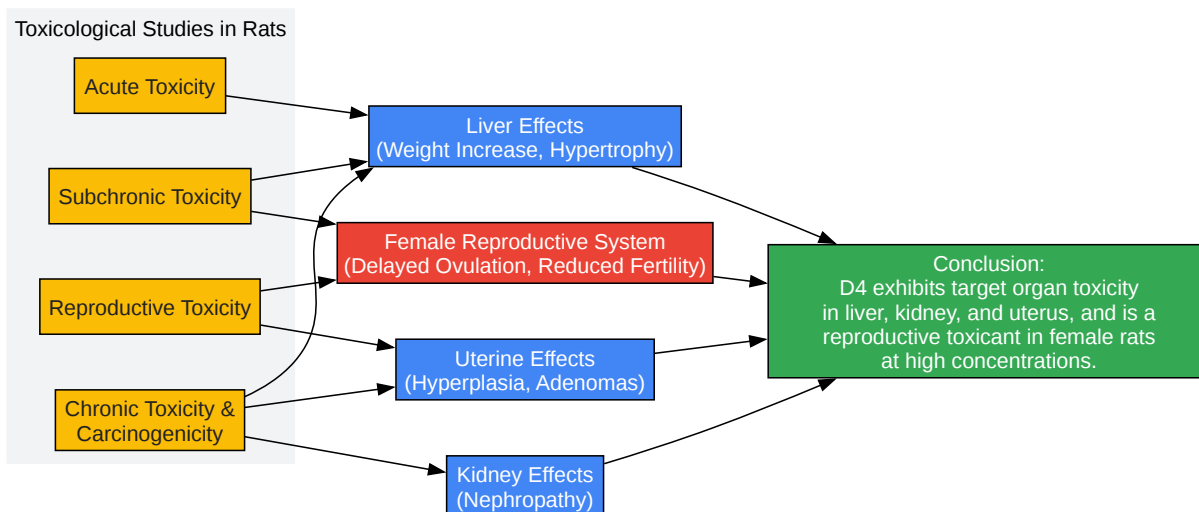 Toxicological Studies in Rats
Acute Toxicity
Subchronic Toxicity
Reproductive Toxicity
Chronic Toxicity &
Carcinogenicity
Liver Effects
(Weight Increase, Hypertrophy)
Female Reproductive System
(Delayed Ovulation, Reduced Fertility)
Uterine Effects
(Hyperplasia, Adenomas)
Kidney Effects
(Nephropathy)
Conclusion:
D4 exhibits target organ toxicity
in liver, kidney, and uterus, and is a
reproductive toxicant in female rats
at high concentrations.